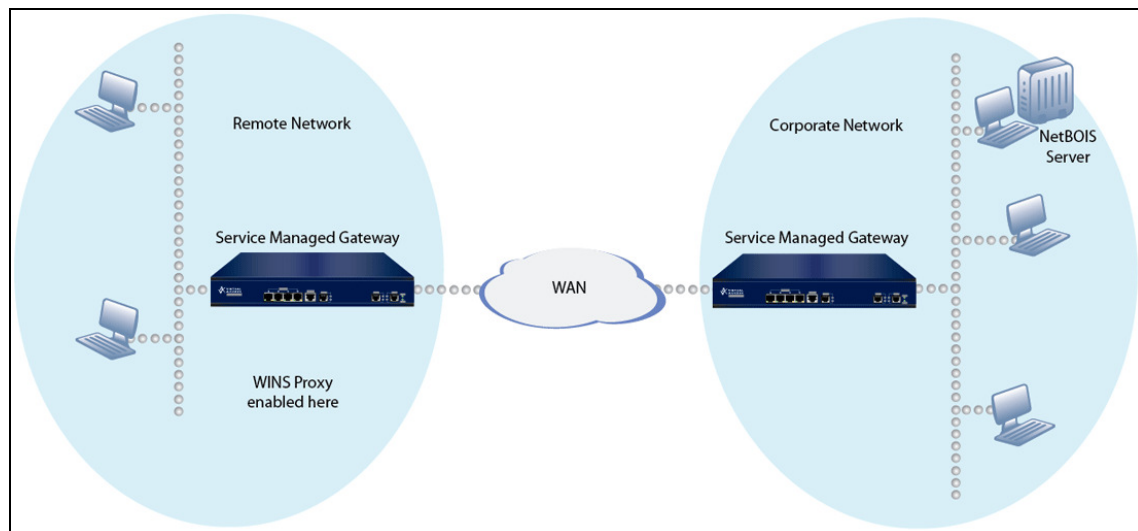 Remote Network
Corporate Network
NetBOIS
Server
Service Managed Gateway
Service Managed Gateway
WAN
WINS Proxy
enabled here